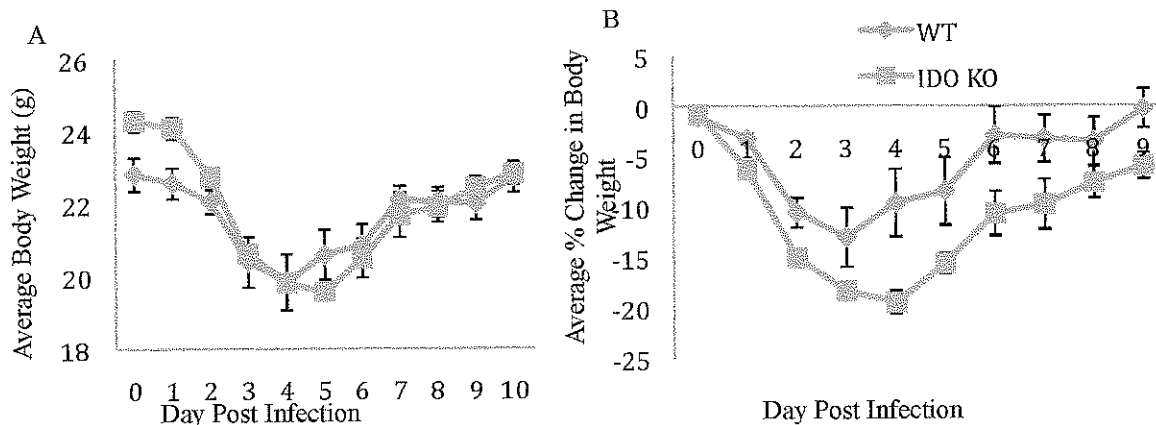 A
Average Body Weight (g)
26
24
22
20
18
0 1 2 3 4 5 6 7 8 9 10
Day Post Infection
B
WT
IDO KO
Average % Change in Body
Weight
5
0
-5
-10
-15
-20
-25
0 1 2 3 4 5 6 7 8 9
Day Post Infection